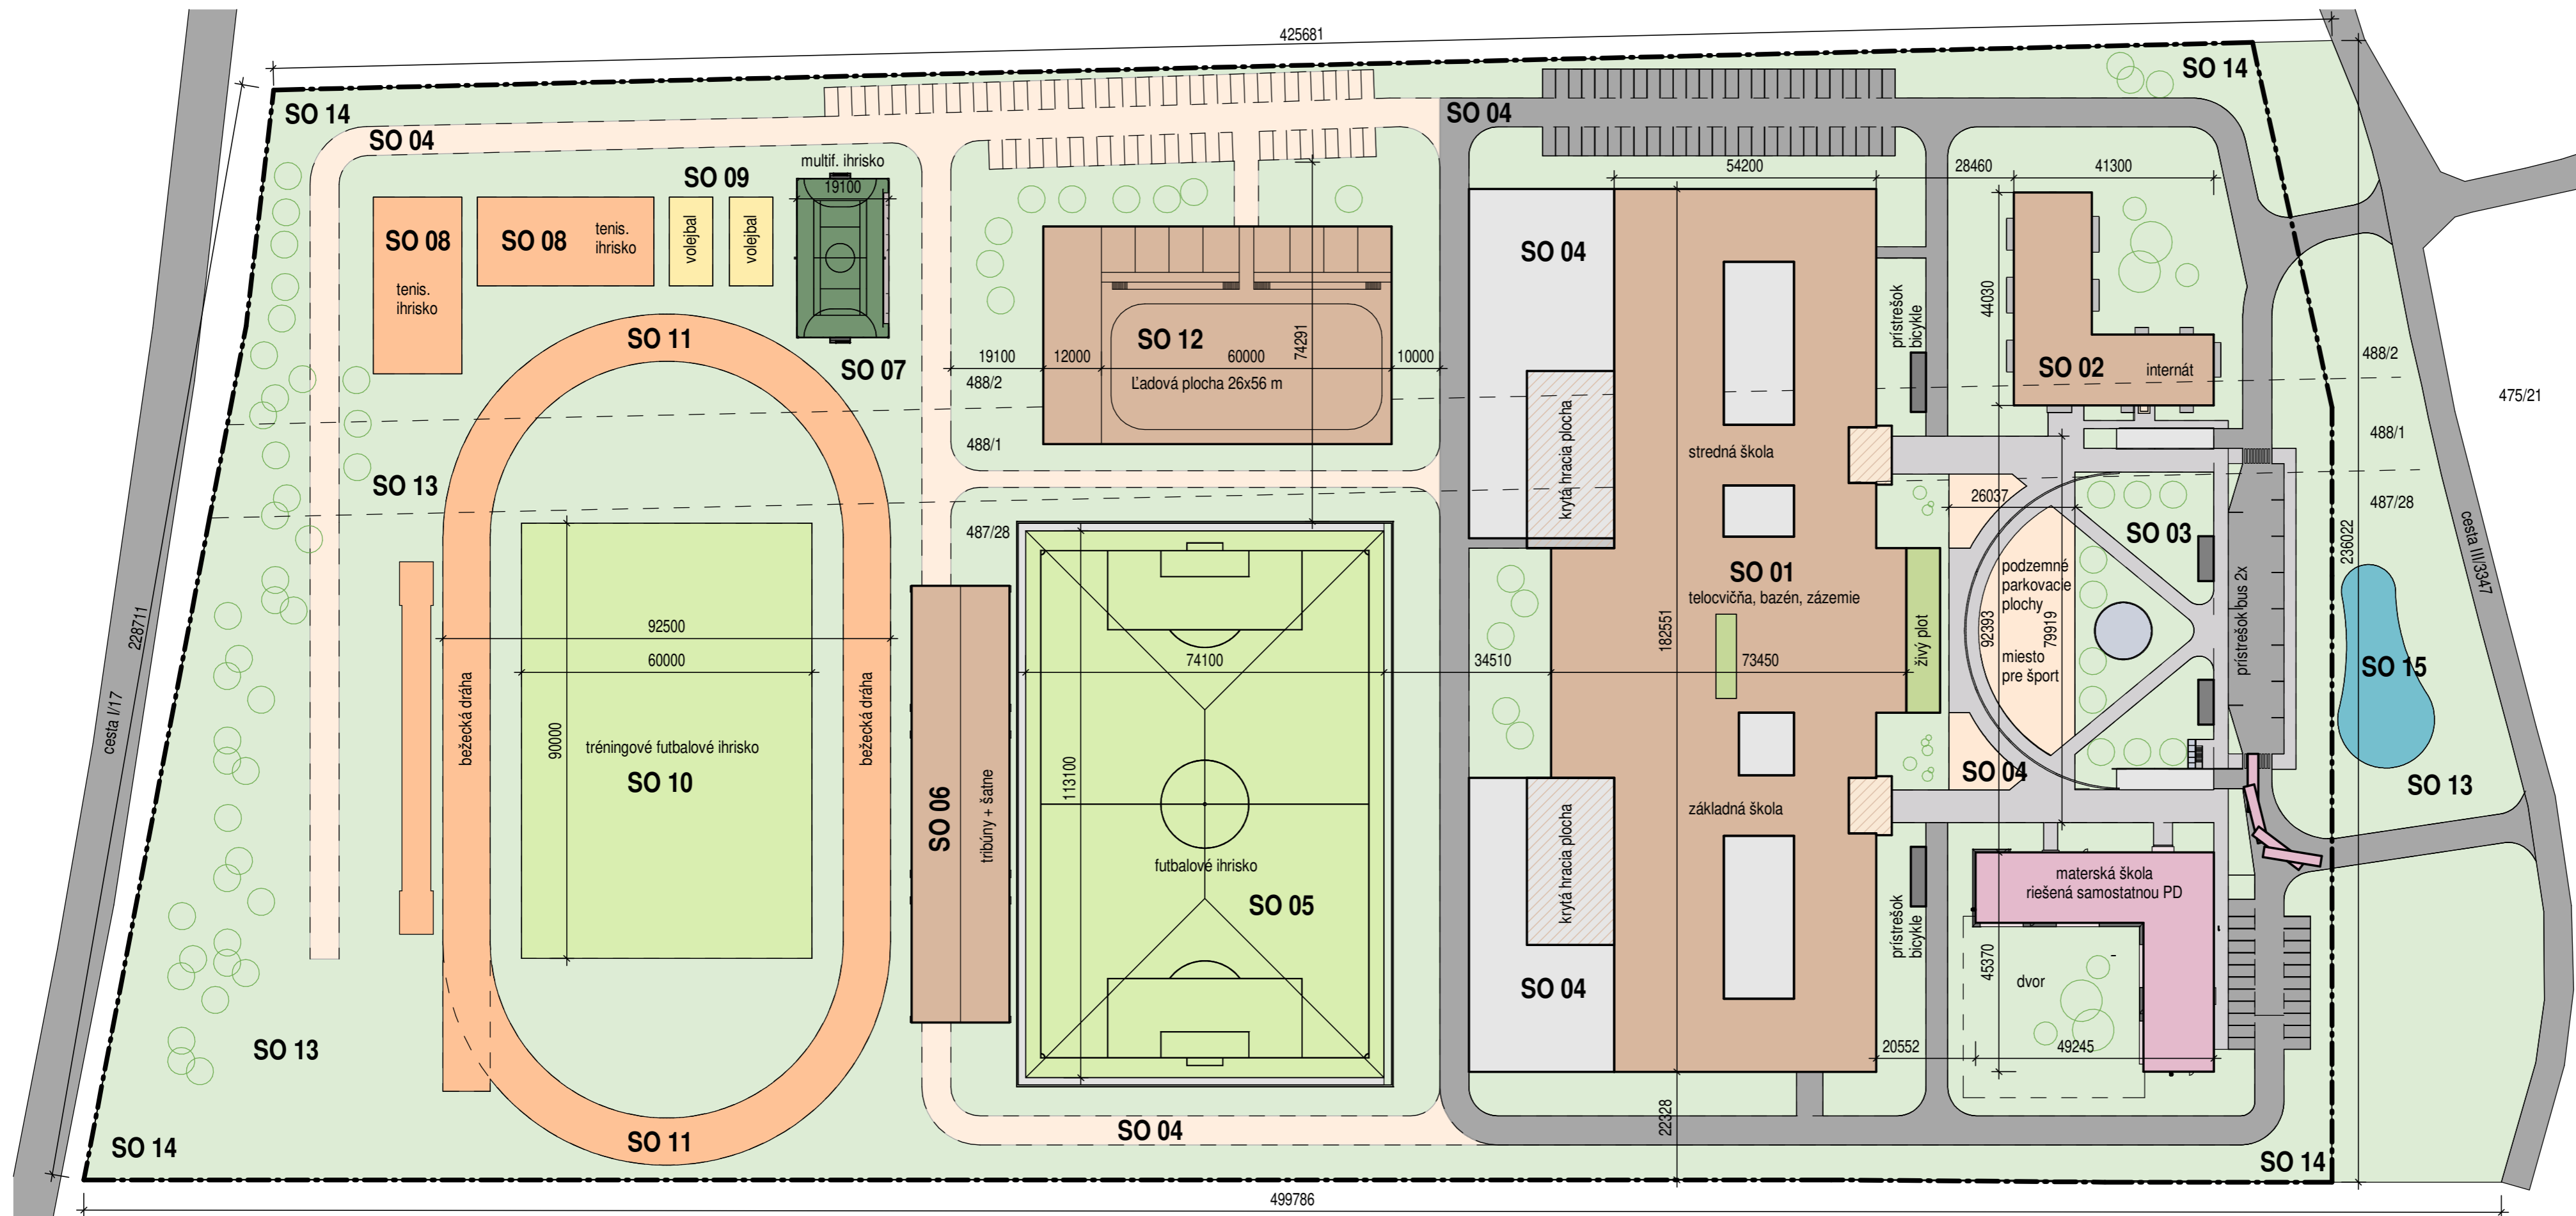 425681
SO 14
SO 14
SO 04
SO 04
multif. ihrisko
SO 09
19100
54200
28460
41300
SO 08
tenis.
ihrisko
SO 08
tenis.
ihrisko
volejbal
volejbal
SO 07
SO 11
SO 12
74291
19100
12000
60000
10000
Ľadová plocha 26x56 m
488/2
488/1
487/28
SO 04
krytá hracia plocha
stredná škola
prístrešok
bicykle
44030
SO 02
internát
488/2
488/1
487/28
475/21
cesta III/3347
236022
SO 13
26037
SO 03
podzemné
parkovacie
plochy
92393
79919
miesto
pre šport
prístrešok bus 2x
SO 15
SO 13
SO 01
telocvičňa, bazén, zázemie
182551
73450
živý plot
34510
74100
113100
futbalové ihrisko
SO 05
SO 06
tribúny + šatne
92500
60000
90000
tréningové futbalové ihrisko
SO 10
bežecká dráha
bežecká dráha
228711
cesta I/17
SO 04
základná škola
krytá hracia plocha
SO 04
prístrešok
bicykle
materská škola
riešená samostatnou PD
45370
dvor
20552
49245
SO 13
SO 11
SO 04
22328
SO 14
SO 14
499786